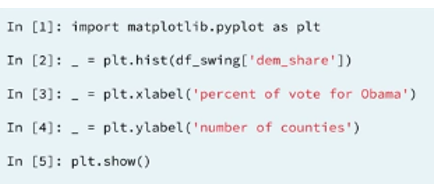 In [1]: import matplotlib.pyplot as plt
In [2]: _ = plt.hist(df_swing['dem_share'])
In [3]: _ = plt.xlabel('percent of vote for Obama')
In [4]: _ = plt.ylabel('number of counties')
In [5]: plt.show()